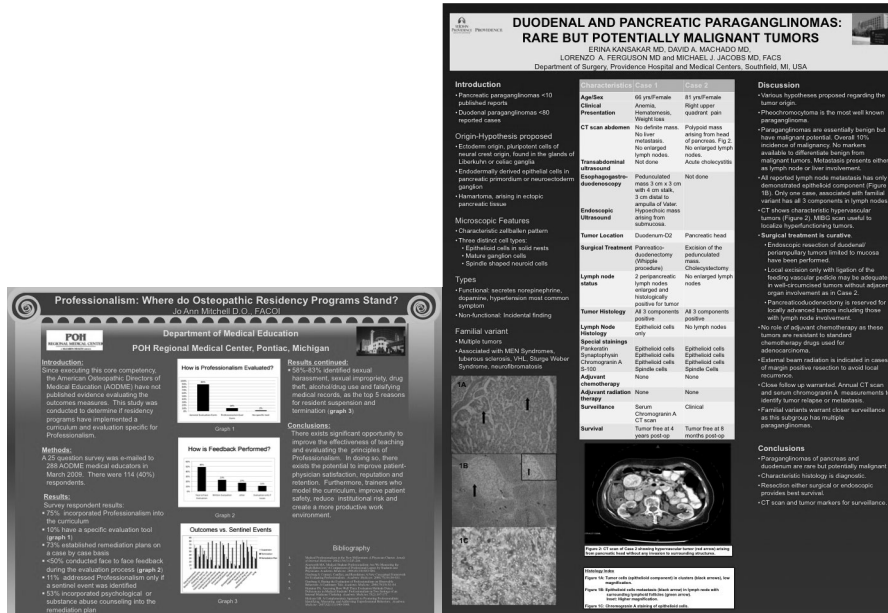 Professionalism: Where do Osteopathic Residency Programs Stand?
Jo Ann Mitchell D.O., FACOI
POH
REGIONAL MEDICAL CENTER
Department of Medical Education
POH Regional Medical Center, Pontiac, Michigan
Introduction:
Since executing this core competency,
the American Osteopathic Directors of
Medical Education (AODME) have not
published evidence evaluating the
outcomes measures. This study was
conducted to determine if residency
programs have implemented a
curriculum and evaluation specific for
Professionalism.
Methods:
A 25 question survey was e-mailed to
288 AODME medical educators in
March 2009. There were 114 (40%)
respondents.
Results:
Survey respondent results:
• 75% incorporated Professionalism into
the curriculum
• 10% have a specific evaluation tool
(graph 1)
• 73% established remediation plans on
a case by case basis
• <50% conducted face to face feedback
during the evaluation process (graph 2)
• 11% addressed Professionalism only if
a sentinel event was identified
• 53% incorporated psychological or
substance abuse counseling into the
remediation plan
How is Professionalism Evaluated?
Graph 1
How is Feedback Performed?
Graph 2
Outcomes vs. Sentinel Events
Graph 3
Results continued:
• 58%-83% identified sexual
harassment, sexual impropriety, drug
theft, alcohol/drug use and falsifying
medical records, as the top 5 reasons
for resident suspension and
termination (graph 3)
Conclusions:
There exists significant opportunity to
improve the effectiveness of teaching
and evaluating the principles of
Professionalism. In doing so, there
exists the potential to improve patient-
physician satisfaction, reputation and
retention. Furthermore, trainers who
model the curriculum, improve patient
safety, reduce institutional risk and
create a more productive work
environment.
Bibliography
PROVIDENCE
DUODENAL AND PANCREATIC PARAGANGLINOMAS:
RARE BUT POTENTIALLY MALIGNANT TUMORS
ERINA KANSAKAR MD, DAVID A. MACHADO MD,
LORENZO A. FERGUSON MD and MICHAEL J. JACOBS MD, FACS
Department of Surgery, Providence Hospital and Medical Centers, Southfield, MI, USA
Introduction
• Pancreatic paraganglinomas <10
published reports
• Duodenal paraganglinomas <80
reported cases
Origin-Hypothesis proposed
• Ectoderm origin, pluripotent cells of
neural crest origin, found in the glands of
Liberkuhn or celiac ganglia
• Endodermally derived epithelial cells in
pancreatic primordium or neuroectoderm
ganglion
• Hamartoma, arising in ectopic
pancreatic tissue
Microscopic Features
• Characteristic zellballen pattern
• Three distinct cell types:
• Epithelioid cells in solid nests
• Mature ganglion cells
• Spindle shaped neuroid cells
Types
• Functional: secretes norepinephrine,
dopamine, hypertension most common
symptom
• Non-functional: Incidental finding
Familial variant
• Multiple tumors
• Associated with MEN Syndromes,
tuberous sclerosis, VHL, Sturge Weber
Syndrome, neurofibromatosis
1A
1B
1C
Characteristics Case 1 Case 2
Age/Sex 66 yrs/Female 81 yrs/Female
Clinical Anemia, Right upper
Presentation Hematemesis, quadrant pain
Weight loss
CT scan abdomen No definite mass. Polypoid mass
No liver arising from head
metastasis. of pancreas. Fig 2.
No enlarged No enlarged lymph
lymph nodes. nodes.
Transabdominal Not done Acute cholecystitis
ultrasound
Esophagogastro- Pedunculated Not done
duodenoscopy mass 3 cm x 3 cm
with 4 cm stalk,
3 cm distal to
ampulla of Vater.
Endoscopic Hypoechoic mass
Ultrasound arising from
submucosa.
Tumor Location Duodenum-D2 Pancreatic head
Surgical Treatment Panreatico- Excision of the
duodenectomy pedunculated
(Whipple mass.
procedure) Cholecystectomy
Lymph node 2 peripancreatic No enlarged lymph
status lymph nodes nodes
enlarged and
histologically
positive for tumor
Tumor Histology All 3 components All 3 components
positive positive
Lymph Node Epithelioid cells No lymph nodes
Histology only
Special stainings
Pankeratin Epithelioid cells Epithelioid cells
Synaptophysin Epithelioid cells Epithelioid cells
Chromogranin A Epithelioid cells Epithelioid cells
S-100 Spindle cells Spindle Cells
Adjuvant None None
chemotherapy
Adjuvant radiation None None
therapy
Surveillance Serum Clinical
Chromogranin A
CT scan
Survival Tumor free at 4 Tumor free at 8
years post-op months post-op
Figure 2: CT scan of Case 2 showing hypervascular tumor (red arrow) arising
from pancreatic head without any invasion to surrounding structures.
Histology Index
Figure 1A: Tumor cells (epithelioid component) in clusters (black arrows), low
magnification.
Figure 1B: Epithelioid cells metastasis (black arrow) in lymph node with
surrounding lymphoid follicles
Inset: Higher magnification.
Figure 1C: Chromogranin A staining of epithelioid cells.
Discussion
• Various hypotheses proposed regarding the
tumor origin.
• Pheochromocytoma is the most well known
paraganglinoma.
• Paraganglinomas are essentially benign but
have malignant potential. Overall 10%
incidence of malignancy. No markers
available to differentiate benign from
malignant tumors. Metastasis presents either
as lymph node or liver involvement.
• All reported lymph node metastasis has only
demonstrated epithelioid component (Figure
1B). Only one case, associated with familial
variant has all 3 components in lymph nodes.
• CT shows characteristic hypervascular
tumors (Figure 2). MIBG scan useful to
localize hyperfunctioning tumors.
• Surgical treatment is curative.
• Endoscopic resection of duodenal/
periampullary tumors limited to mucosa
have been performed.
• Local excision only with ligation of the
feeding vascular pedicle may be adequate
in well-circumcised tumors without adjacent
organ involvement as in Case 2.
• Pancreaticoduodenectomy is reserved for
locally advanced tumors including those
with lymph node involvement.
• No role of adjuvant chemotherapy as these
tumors are resistant to standard
chemotherapy drugs used for
adenocarcinoma.
• External beam radiation is indicated in cases
of margin positive resection to avoid local
recurrence.
• Close follow up warranted. Annual CT scan
and serum chromogranin A measurements to
identify tumor relapse or metastasis.
• Familial variants warrant closer surveillance
as this subgroup has multiple
paraganglinomas.
Conclusions
• Paraganglinomas of pancreas and
duodenum are rare but potentially malignant.
• Characteristic histology is diagnostic.
• Resection either surgical or endoscopic
provides best survival.
• CT scan and tumor markers for surveillance.